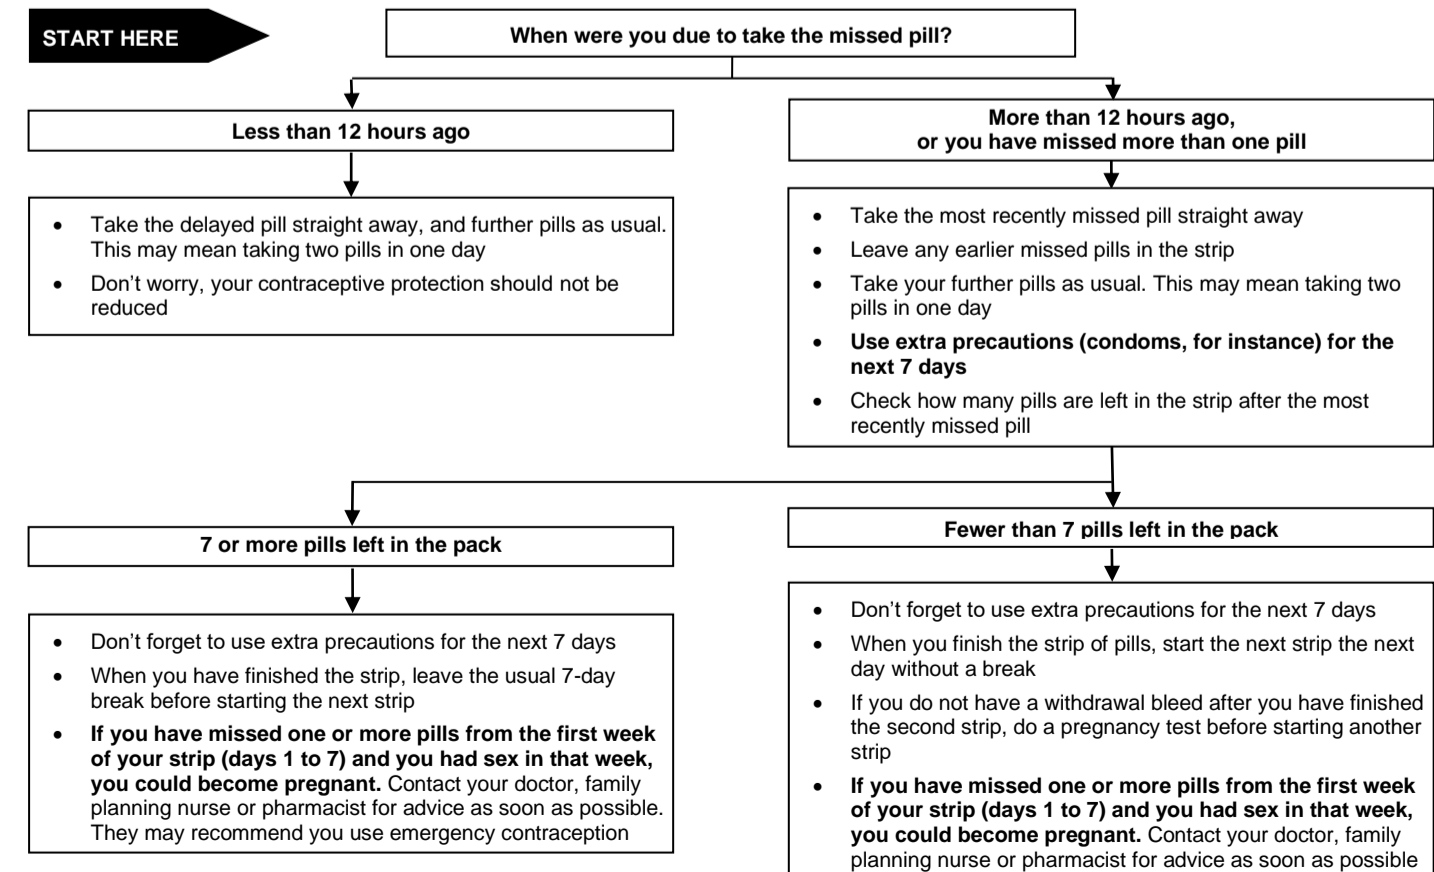 START HERE
When were you due to take the missed pill?
Less than 12 hours ago
More than 12 hours ago,
or you have missed more than one pill
• Take the delayed pill straight away, and further pills as usual.
This may mean taking two pills in one day
• Don’t worry, your contraceptive protection should not be
reduced
• Take the most recently missed pill straight away
• Leave any earlier missed pills in the strip
• Take your further pills as usual. This may mean taking two
pills in one day
• Use extra precautions (condoms, for instance) for the
next 7 days
• Check how many pills are left in the strip after the most
recently missed pill
7 or more pills left in the pack
Fewer than 7 pills left in the pack
• Don’t forget to use extra precautions for the next 7 days
• When you have finished the strip, leave the usual 7-day
break before starting the next strip
• If you have missed one or more pills from the first week
of your strip (days 1 to 7) and you had sex in that week,
you could become pregnant. Contact your doctor, family
planning nurse or pharmacist for advice as soon as possible.
They may recommend you use emergency contraception
• Don’t forget to use extra precautions for the next 7 days
• When you finish the strip of pills, start the next strip the next
day without a break
• If you do not have a withdrawal bleed after you have finished
the second strip, do a pregnancy test before starting another
strip
• If you have missed one or more pills from the first week
of your strip (days 1 to 7) and you had sex in that week,
you could become pregnant. Contact your doctor, family
planning nurse or pharmacist for advice as soon as possible